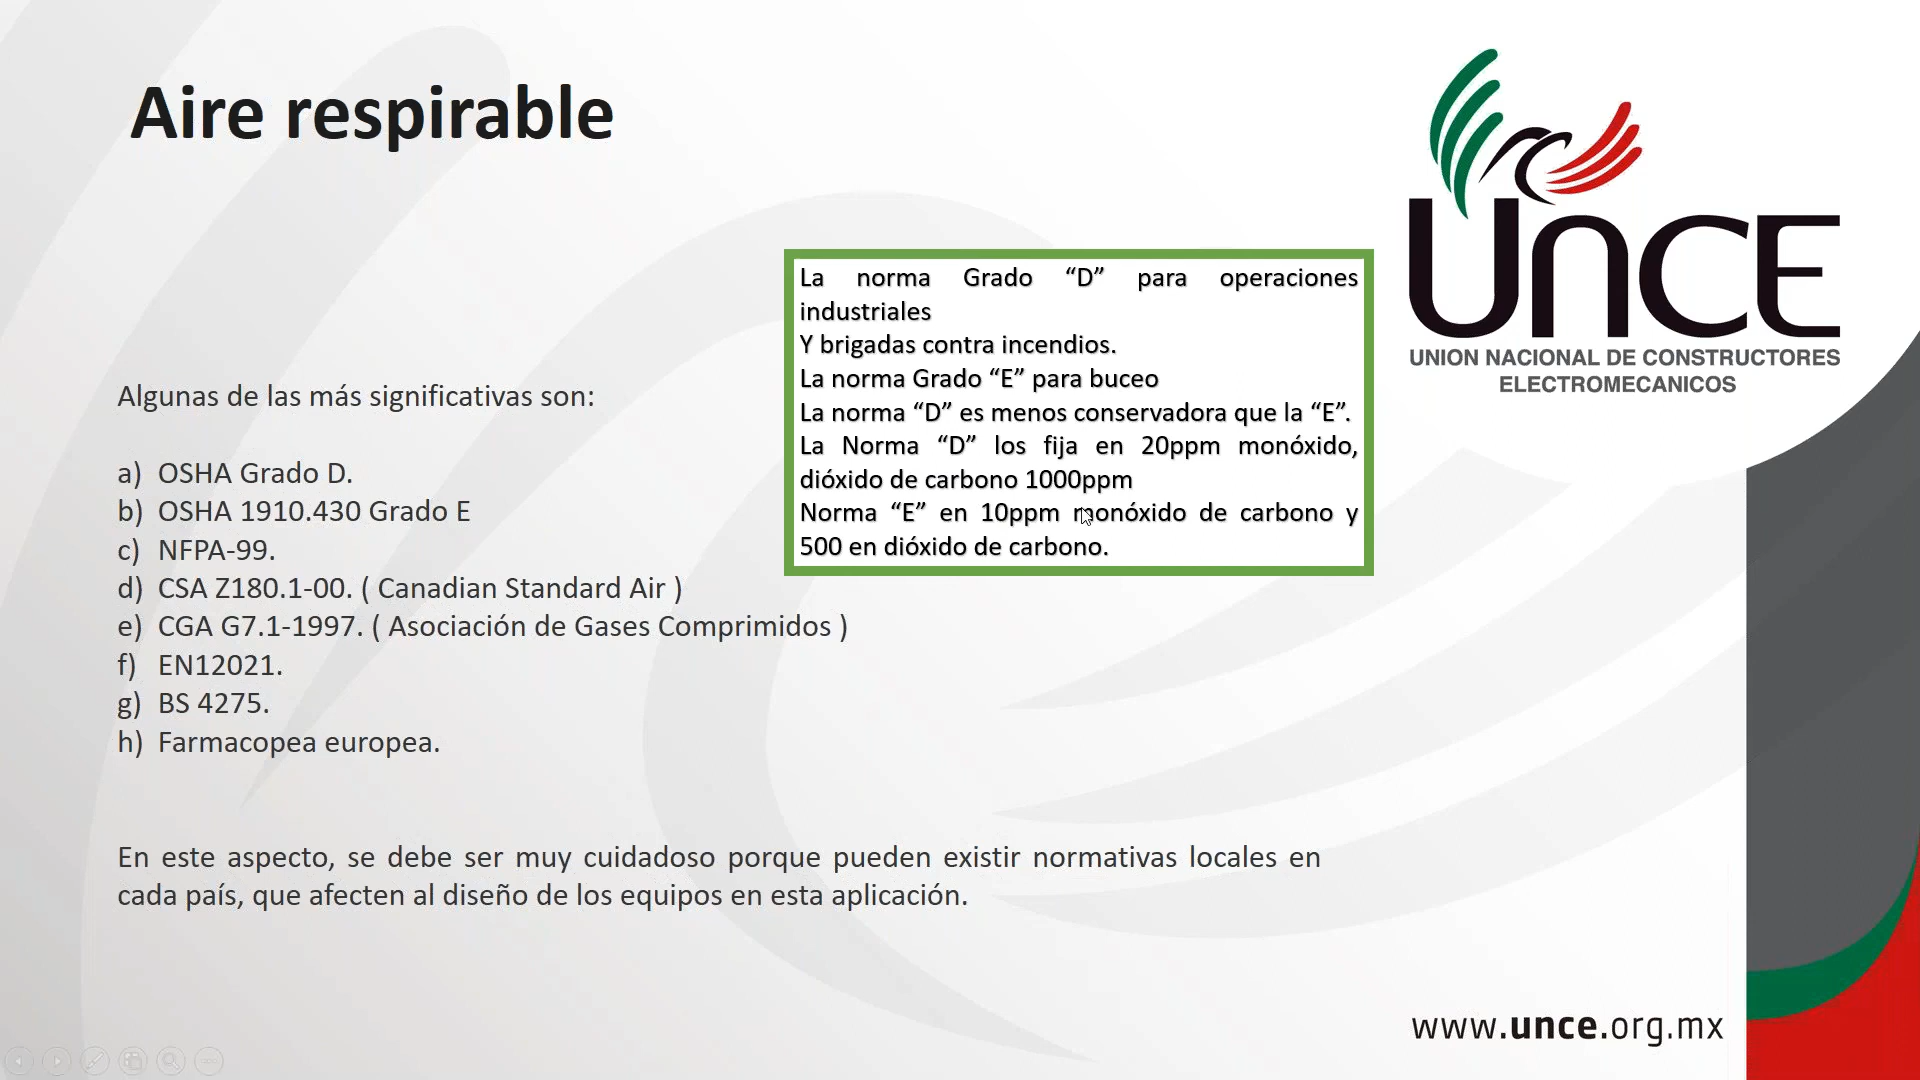 Aire respirable
UNCE
UNION NACIONAL DE CONSTRUCTORES
ELECTROMECANICOS
La norma Grado “D” para operaciones
industriales
Y brigadas contra incendios.
La norma Grado “E” para buceo
La norma “D” es menos conservadora que la “E”.
La Norma “D” los fija en 20ppm monóxido,
dióxido de carbono 1000ppm
Norma “E” en 10ppm monóxido de carbono y
500 en dióxido de carbono.
Algunas de las más significativas son:
a) OSHA Grado D.
b) OSHA 1910.430 Grado E
c) NFPA-99.
d) CSA Z180.1-00. ( Canadian Standard Air )
e) CGA G7.1-1997. ( Asociación de Gases Comprimidos )
f) EN12021.
g) BS 4275.
h) Farmacopea europea.
En este aspecto, se debe ser muy cuidadoso porque pueden existir normativas locales en
cada país, que afecten al diseño de los equipos en esta aplicación.
www.unce.org.mx